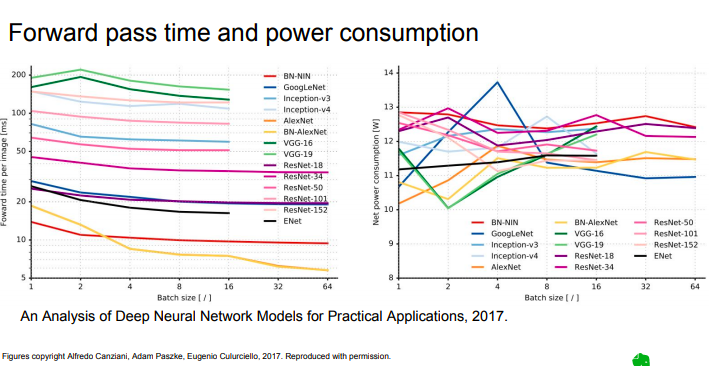 Forward pass time and power consumption
200
100
50
20
10
5
Foward time per image [ms]
1
2
4
8
16
32
64
Batch size [ / ]
BN-NIN
GoogLeNet
Inception-v3
Inception-v4
AlexNet
BN-AlexNet
VGG-16
VGG-19
ResNet-18
ResNet-34
ResNet-50
ResNet-101
ResNet-152
ENet
14
13
12
11
10
9
8
Net power consumption [W]
1
2
4
8
16
32
64
Batch size [ / ]
BN-NIN
GoogLeNet
Inception-v3
Inception-v4
AlexNet
BN-AlexNet
VGG-16
VGG-19
ResNet-18
ResNet-34
ResNet-50
ResNet-101
ResNet-152
ENet
An Analysis of Deep Neural Network Models for Practical Applications, 2017.
Figures copyright Alfredo Canziani, Adam Paszke, Eugenio Culurciello, 2017. Reproduced with permission.